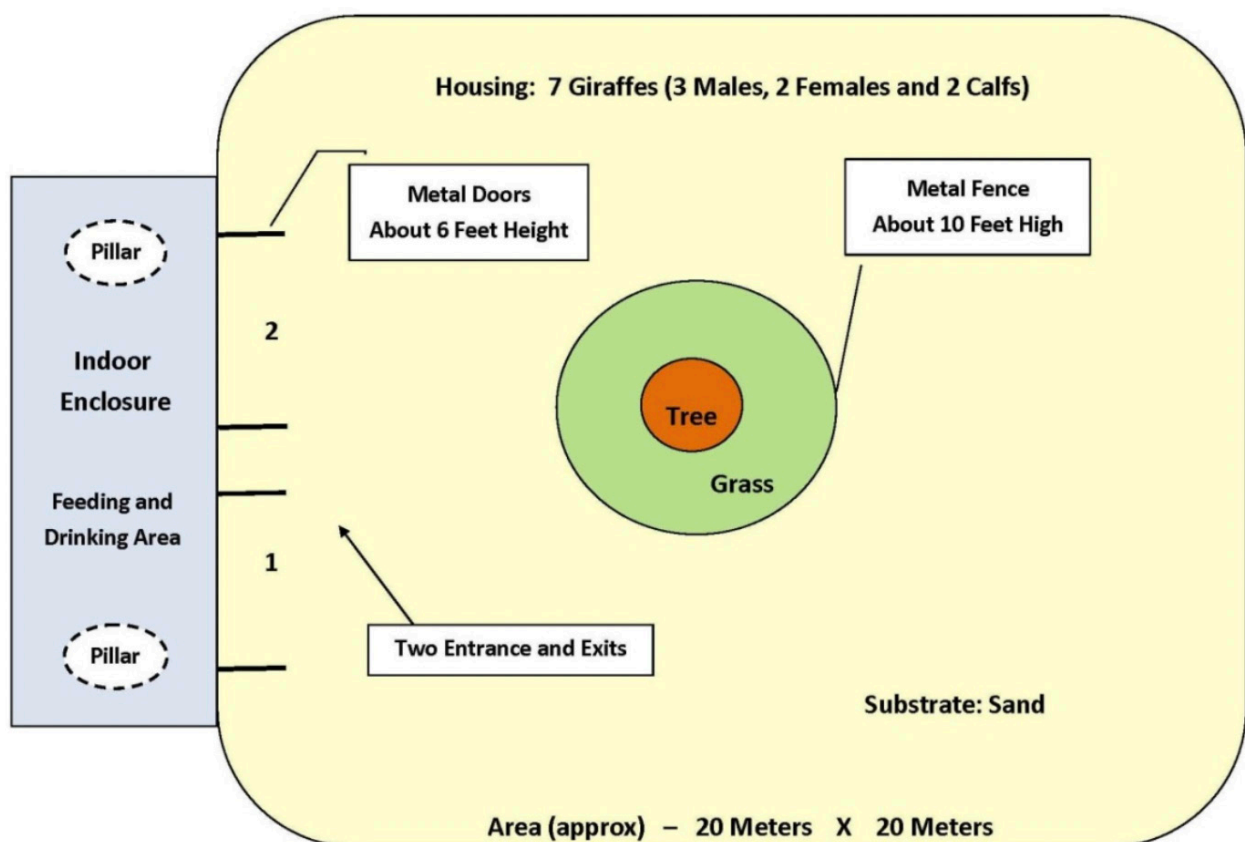 Housing: 7 Giraffes (3 Males, 2 Females and 2 Calfs)
Metal Doors
About 6 Feet Height
Metal Fence
About 10 Feet High
Pillar
2
Indoor
Enclosure
Tree
Grass
Feeding and
Drinking Area
1
Two Entrance and Exits
Pillar
Substrate: Sand
Area (approx) – 20 Meters X 20 Meters